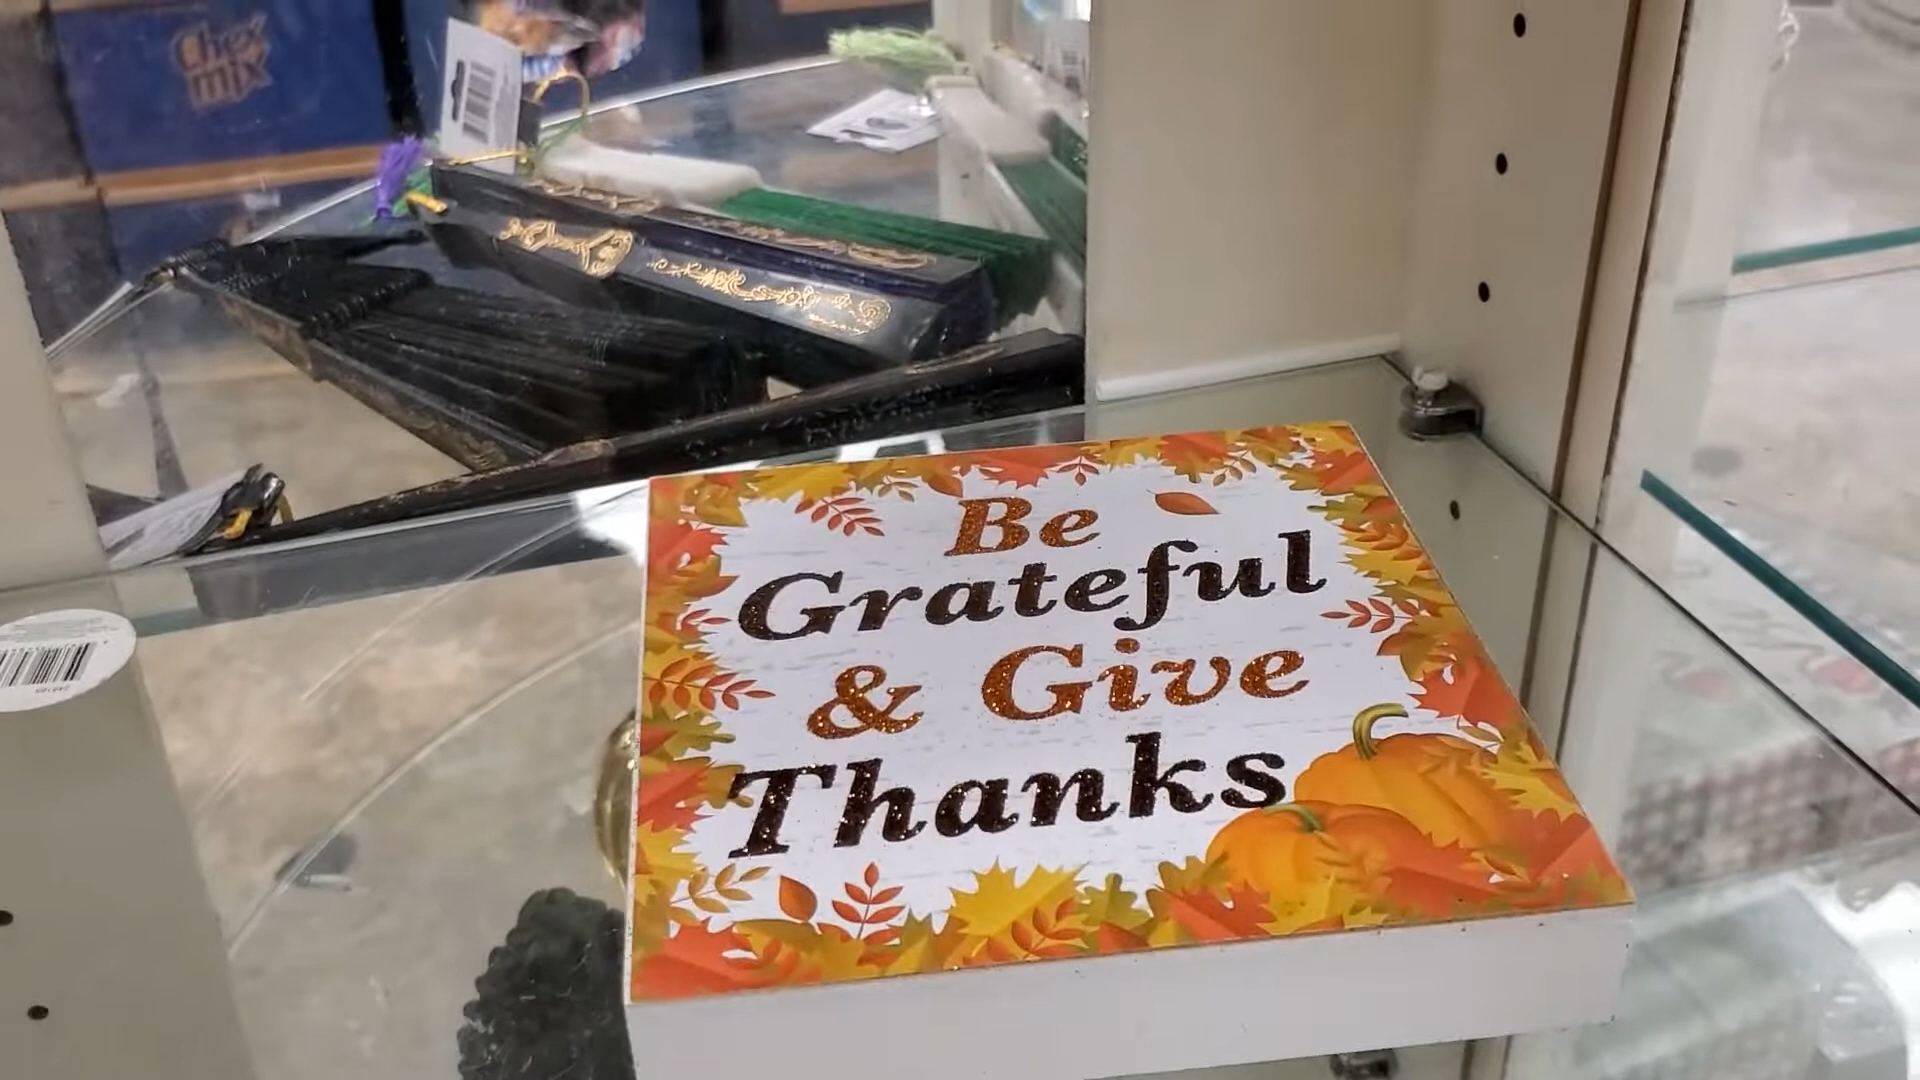 Chex
mix
Be
Grateful
& Give
Thanks